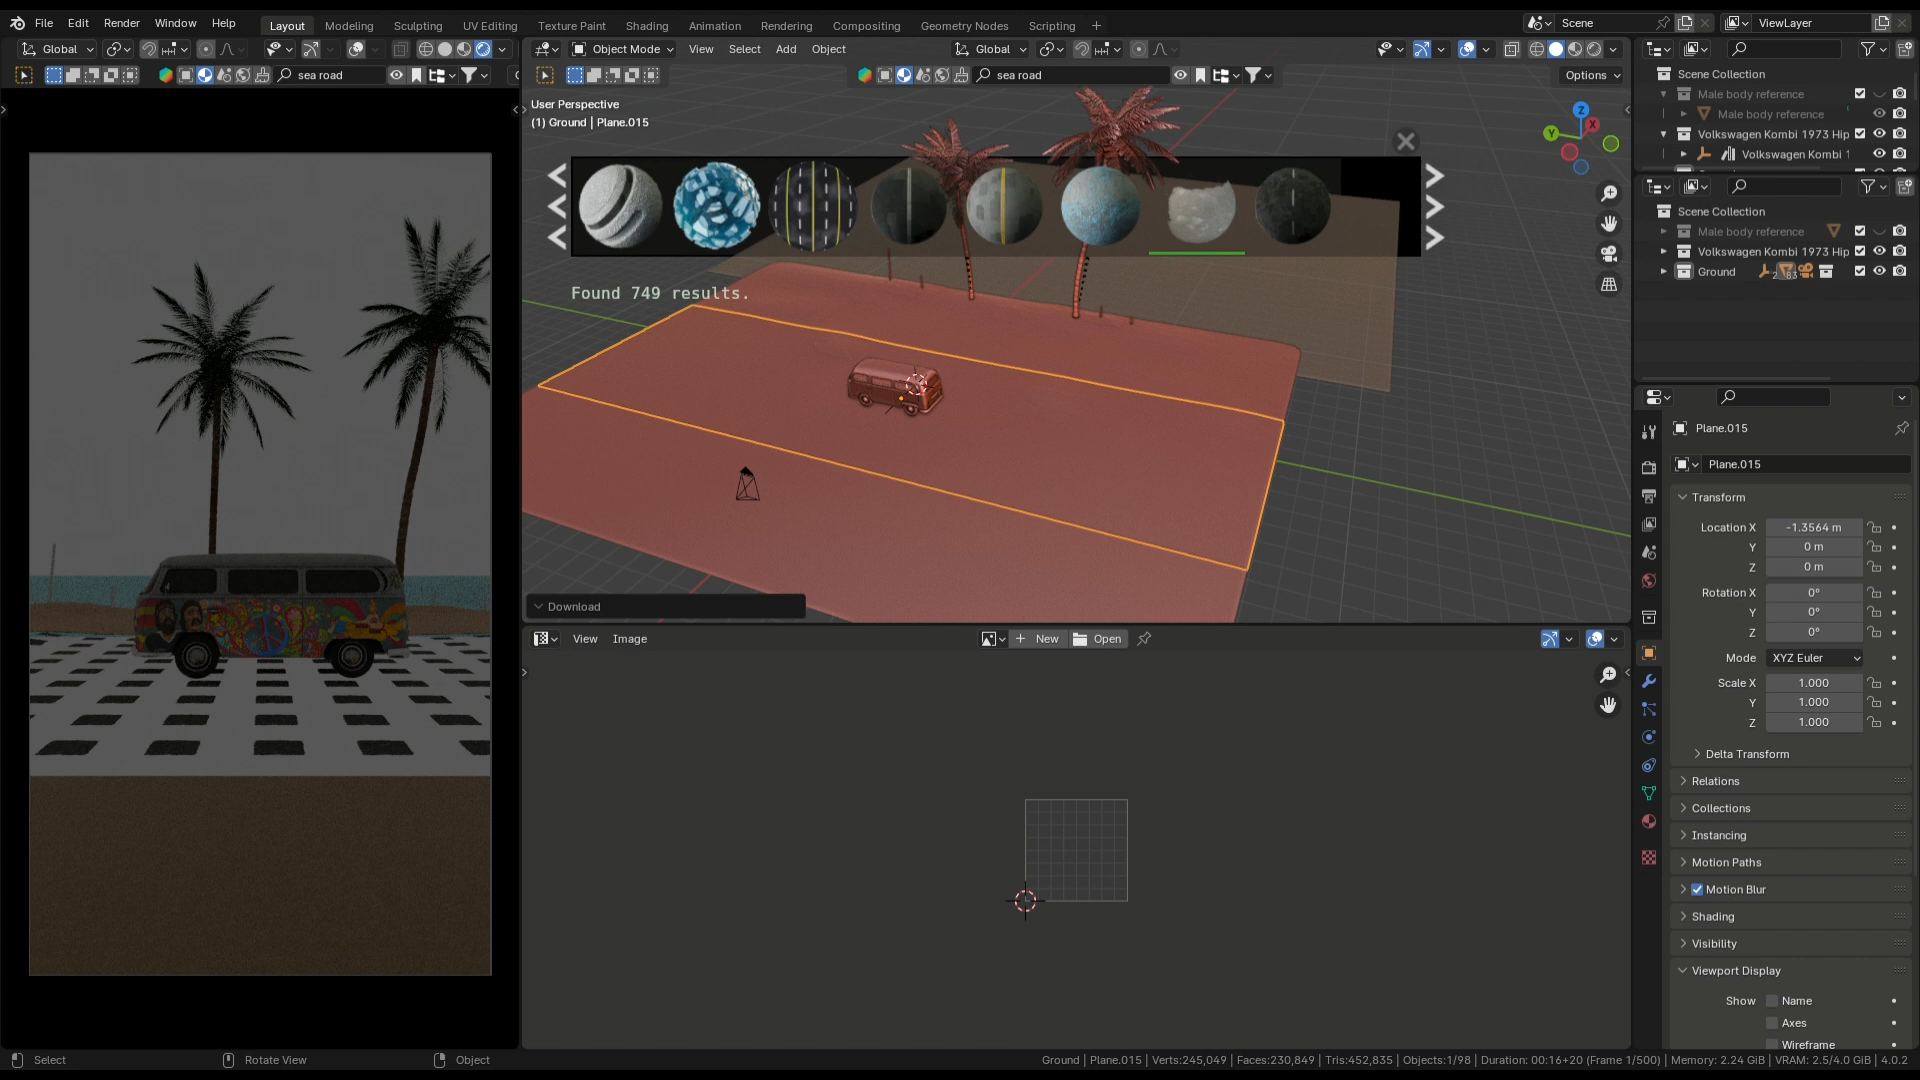 File Edit Render Window Help
Layout Modeling Sculpting UV Editing Texture Paint Shading Animation Rendering Compositing Geometry Nodes Scripting +
Scene
ViewLayer
Global
sea road
Object Mode View Select Add Object
Global
sea road
Options
User Perspective
(1) Ground | Plane.015
Found 749 results.
Z
Y
X
Download
View Image
New
Open
Scene Collection
Male body reference
Male body reference
Volkswagen Kombi 1973 Hip
Volkswagen Kombi 1
Scene Collection
Male body reference
Volkswagen Kombi 1973 Hip
Ground
Plane.015
Plane.015
Transform
Location X -1.3564 m
Y 0 m
Z 0 m
Rotation X 0°
Y 0°
Z 0°
Mode XYZ Euler
Scale X 1.000
Y 1.000
Z 1.000
Delta Transform
Relations
Collections
Instancing
Motion Paths
Motion Blur
Shading
Visibility
Viewport Display
Show Name
Axes
Wireframe
Select
Rotate View
Object
Ground | Plane.015 | Verts:245,049 | Faces:230,849 | Tris:452,835 | Objects:1/98 | Duration: 00:16+20 (Frame 1/500) | Memory: 2.24 GiB | VRAM: 2.5/4.0 GiB | 4.0.2